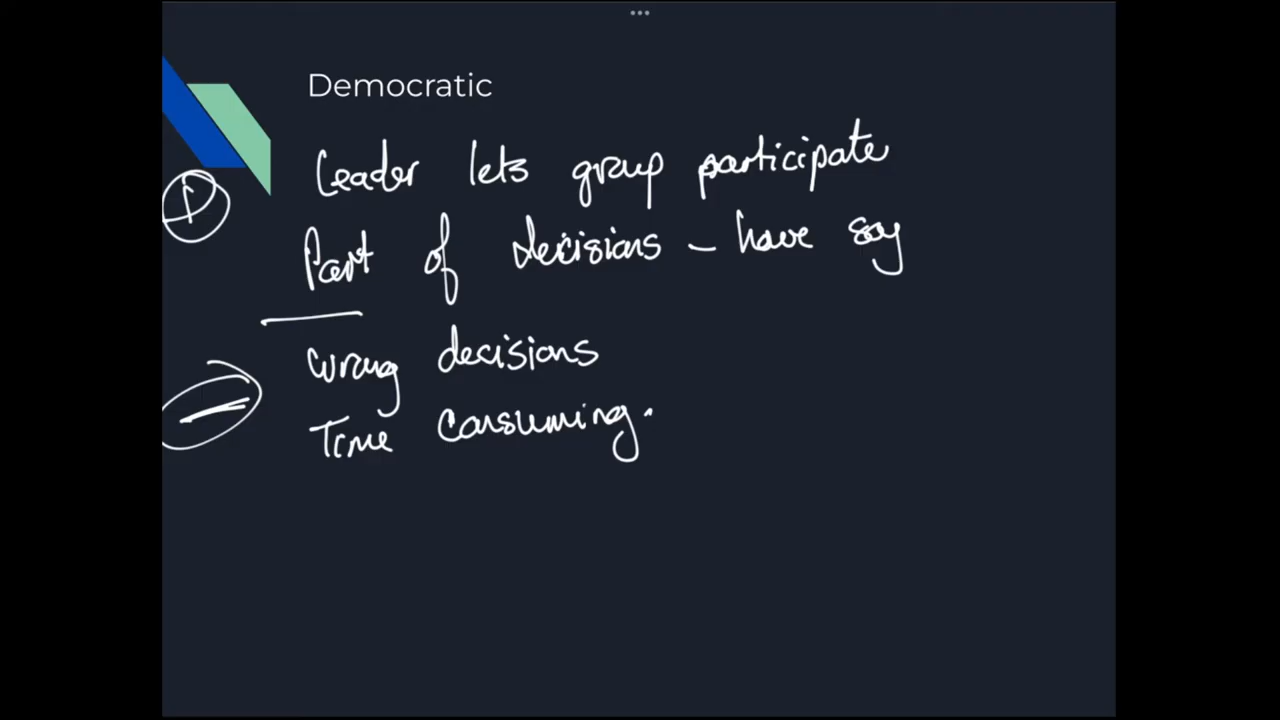 Democratic
Leader lets group participate
Part of decisions - have say
Wrong decisions
Time consuming.